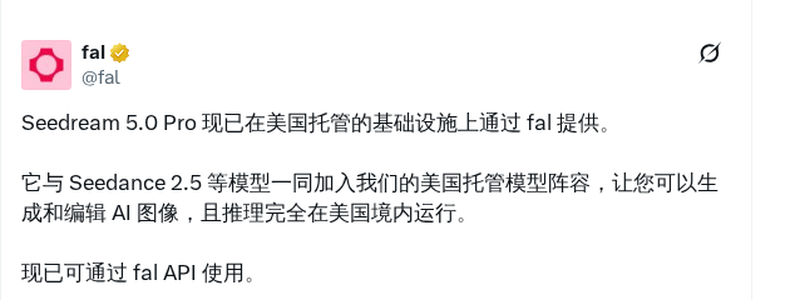 fal
@fal
Seedream 5.0 Pro 现已在美国托管的基础设施上通过 fal 提供。
它与 Seedance 2.5 等模型一同加入我们的美国托管模型阵容，让您可以生
成和编辑 AI 图像，且推理完全在美国境内运行。
现已可通过 fal API 使用。